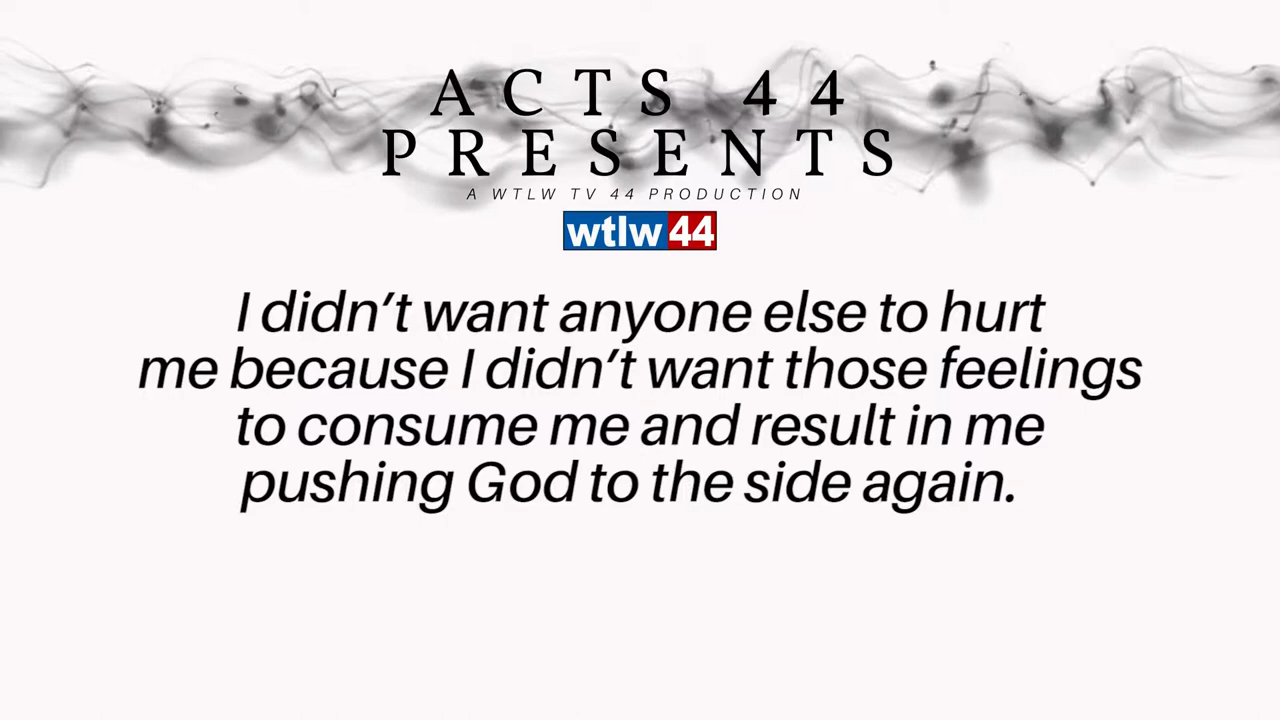 ACTS 44
PRESENTS
A WTLW TV 44 PRODUCTION
wtlw44
I didn’t want anyone else to hurt
me because I didn’t want those feelings
to consume me and result in me
pushing God to the side again.